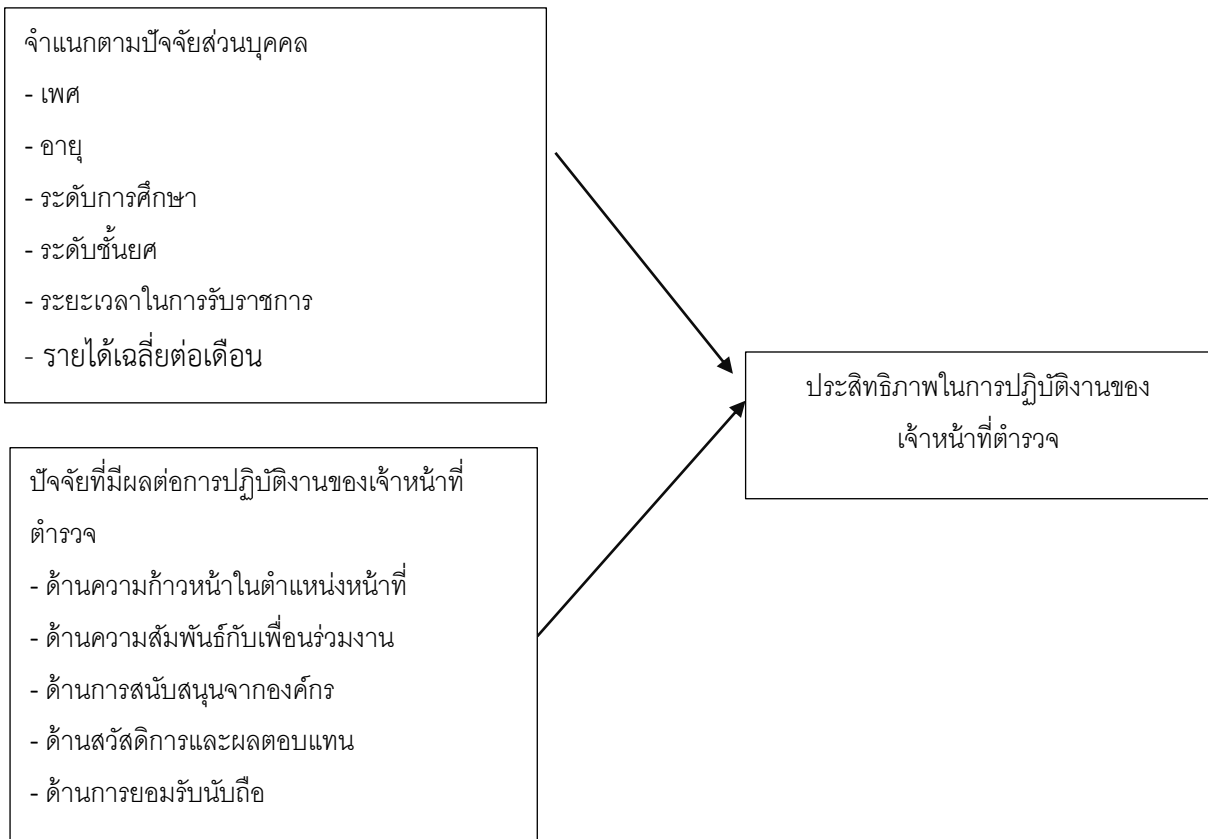 จำแนกตามปัจจัยส่วนบุคคล
- เพศ
- อายุ
- ระดับการศึกษา
- ระดับชั้นยศ
- ระยะเวลาในการรับราชการ
- รายได้เฉลี่ยต่อเดือน
ปัจจัยที่มีผลต่อการปฏิบัติงานของเจ้าหน้าที่
ตำรวจ
- ด้านความก้าวหน้าในตำแหน่งหน้าที่
- ด้านความสัมพันธ์กับเพื่อนร่วมงาน
- ด้านการสนับสนุนจากองค์กร
- ด้านสวัสดิการและผลตอบแทน
- ด้านการยอมรับนับถือ
ประสิทธิภาพในการปฏิบัติงานของ
เจ้าหน้าที่ตำรวจ